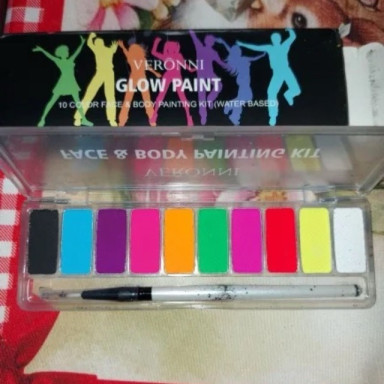 VERONNI
GLOW PAINT
10 COLOR FACE & BODY PAINTING KIT (WATER BASED)
FACE & BODY PAINTING KIT
VERONNI